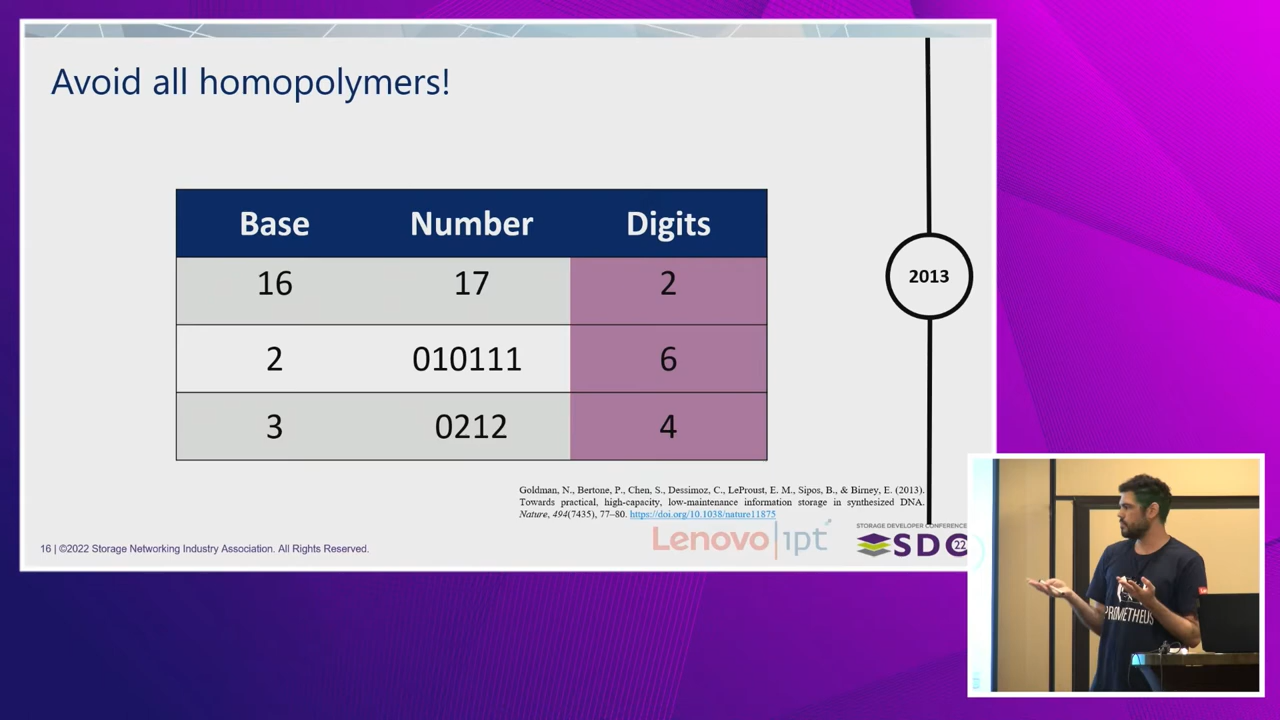 Avoid all homopolymers!
Base Number Digits
16 17 2
2 010111 6
3 0212 4
2013
Goldman, N., Bertone, P., Chen, S., Dessimoz, C., LeProust, E. M., Sipos, B., & Birney, E. (2013).
Towards practical, high-capacity, low-maintenance information storage in synthesized DNA.
Nature, 494(7435), 77–80. https://doi.org/10.1038/nature11875
Lenovo ipt
STORAGE DEVELOPER CONFERENCE
SDC 22
16 | ©2022 Storage Networking Industry Association. All Rights Reserved.
PROMETHEUS